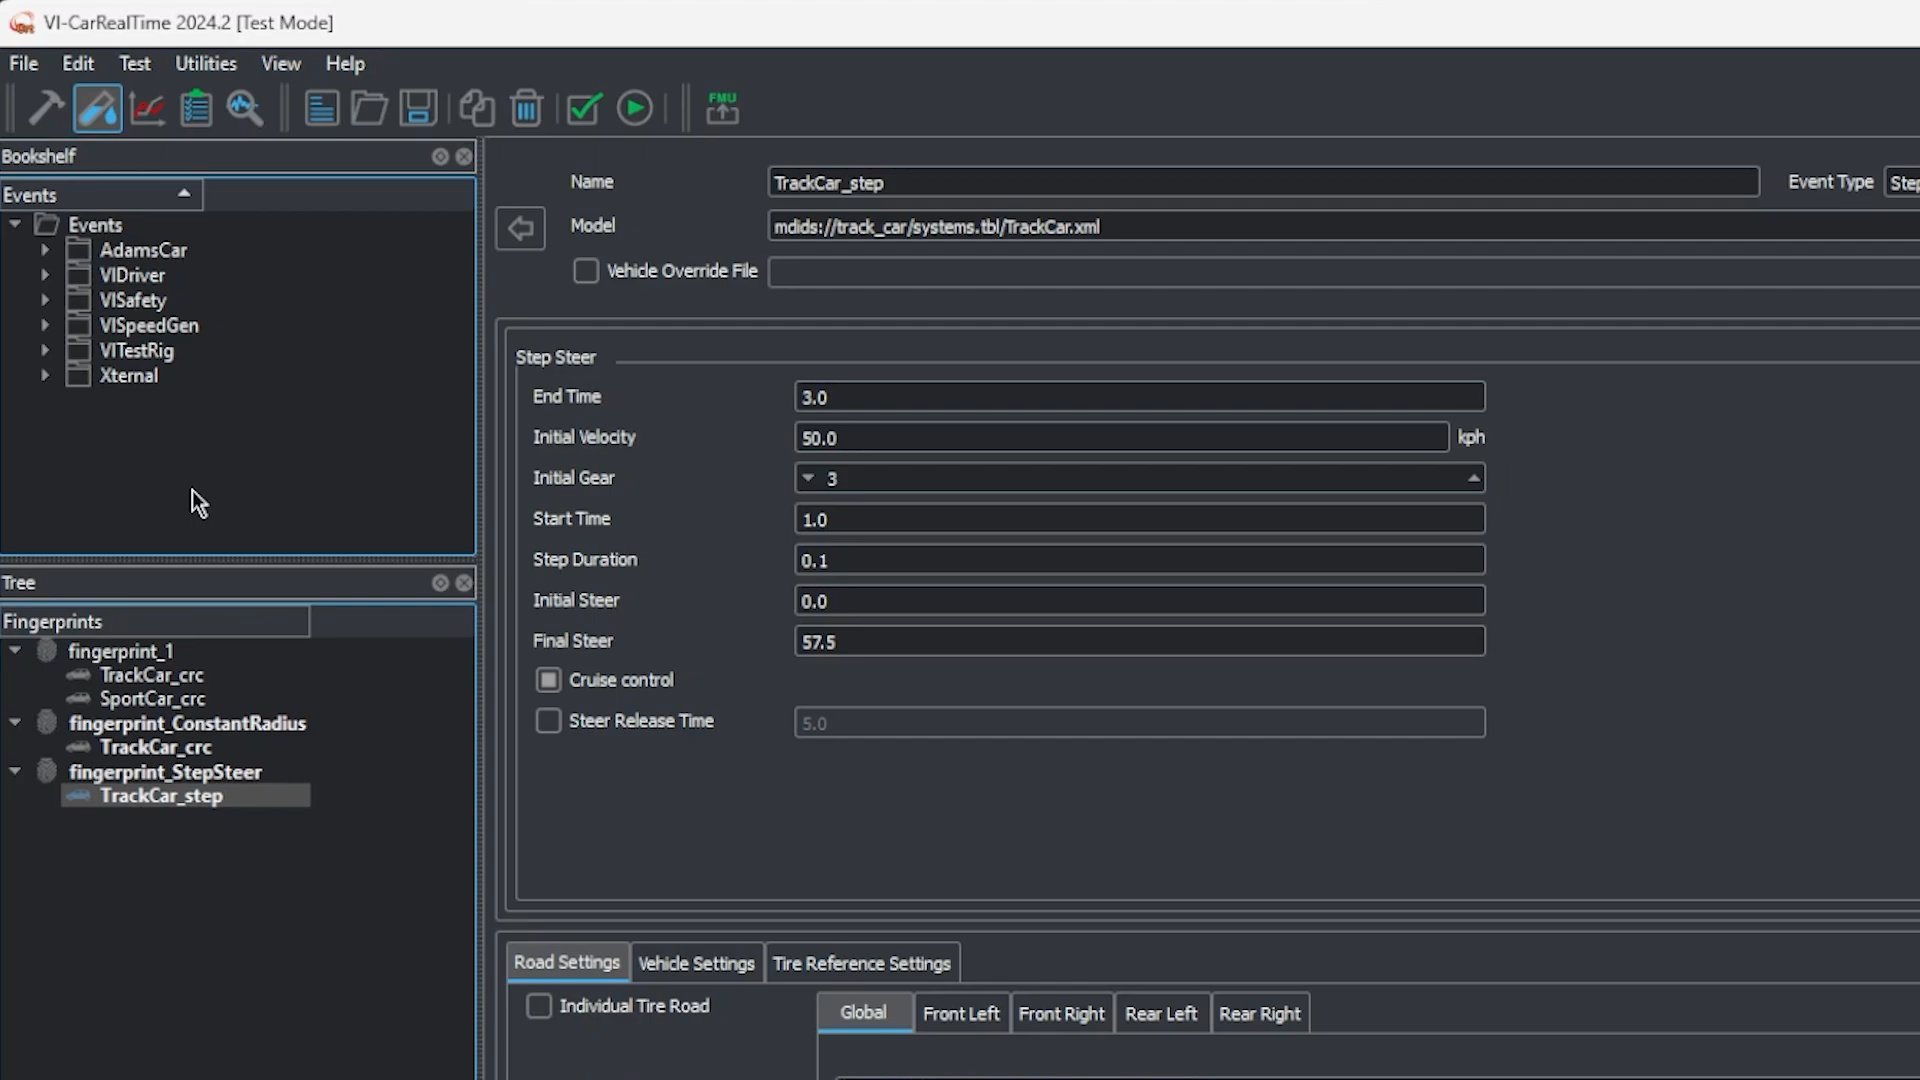 VI-CarRealTime 2024.2 [Test Mode]
File Edit Test Utilities View Help
FMU
Bookshelf
Events
Events
AdamsCar
VIDriver
VISafety
VISpeedGen
VITestRig
Xternal
Tree
Fingerprints
fingerprint_1
TrackCar_crc
SportCar_crc
fingerprint_ConstantRadius
TrackCar_crc
fingerprint_StepSteer
TrackCar_step
Name TrackCar_step Event Type Step
Model mdids://track_car/systems.tbl/TrackCar.xml
Vehicle Override File
Step Steer
End Time 3.0
Initial Velocity 50.0 kph
Initial Gear 3
Start Time 1.0
Step Duration 0.1
Initial Steer 0.0
Final Steer 57.5
Cruise control
Steer Release Time 5.0
Road Settings Vehicle Settings Tire Reference Settings
Individual Tire Road
Global Front Left Front Right Rear Left Rear Right